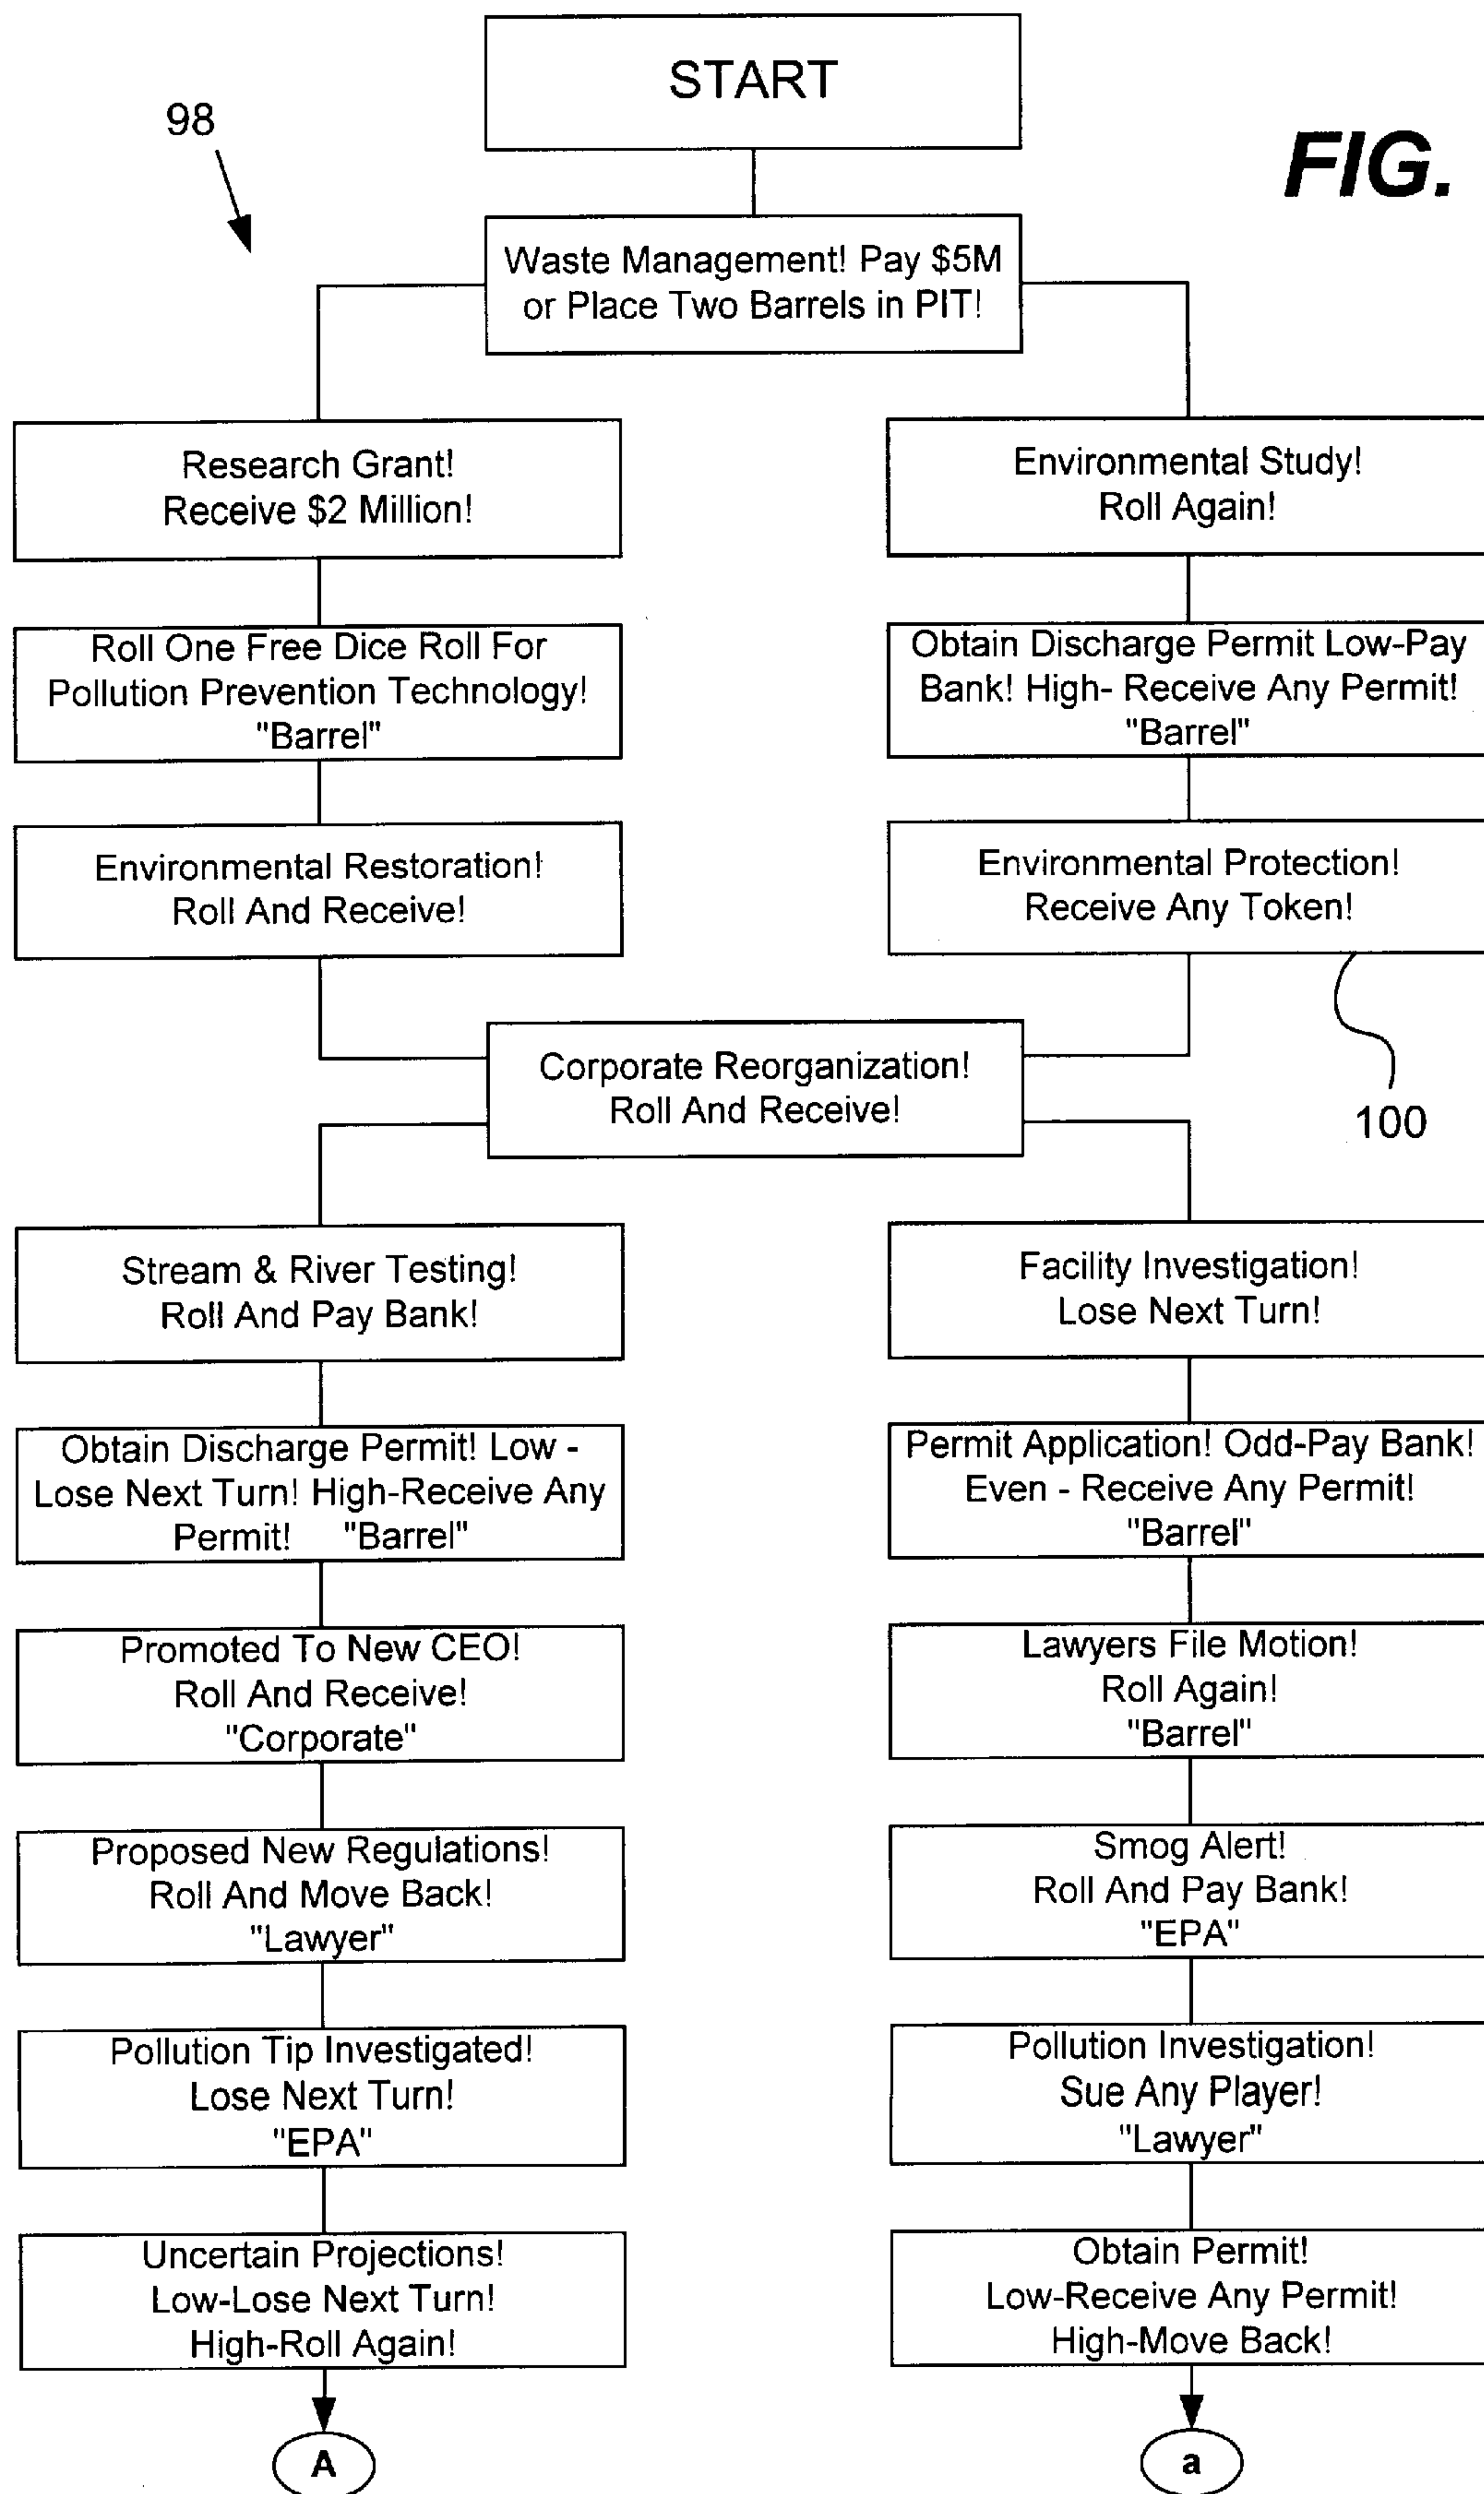 START
98
FIG.
Waste Management! Pay $5M
or Place Two Barrels in PIT!
Research Grant!
Receive $2 Million!
Environmental Study!
Roll Again!
Roll One Free Dice Roll For
Pollution Prevention Technology!
"Barrel"
Obtain Discharge Permit Low-Pay
Bank! High- Receive Any Permit!
"Barrel"
Environmental Restoration!
Roll And Receive!
Environmental Protection!
Receive Any Token!
100
Corporate Reorganization!
Roll And Receive!
Stream & River Testing!
Roll And Pay Bank!
Facility Investigation!
Lose Next Turn!
Obtain Discharge Permit! Low -
Lose Next Turn! High-Receive Any
Permit! "Barrel"
Permit Application! Odd-Pay Bank!
Even - Receive Any Permit!
"Barrel"
Promoted To New CEO!
Roll And Receive!
"Corporate"
Lawyers File Motion!
Roll Again!
"Barrel"
Proposed New Regulations!
Roll And Move Back!
"Lawyer"
Smog Alert!
Roll And Pay Bank!
"EPA"
Pollution Tip Investigated!
Lose Next Turn!
"EPA"
Pollution Investigation!
Sue Any Player!
"Lawyer"
Uncertain Projections!
Low-Lose Next Turn!
High-Roll Again!
Obtain Permit!
Low-Receive Any Permit!
High-Move Back!
A
a